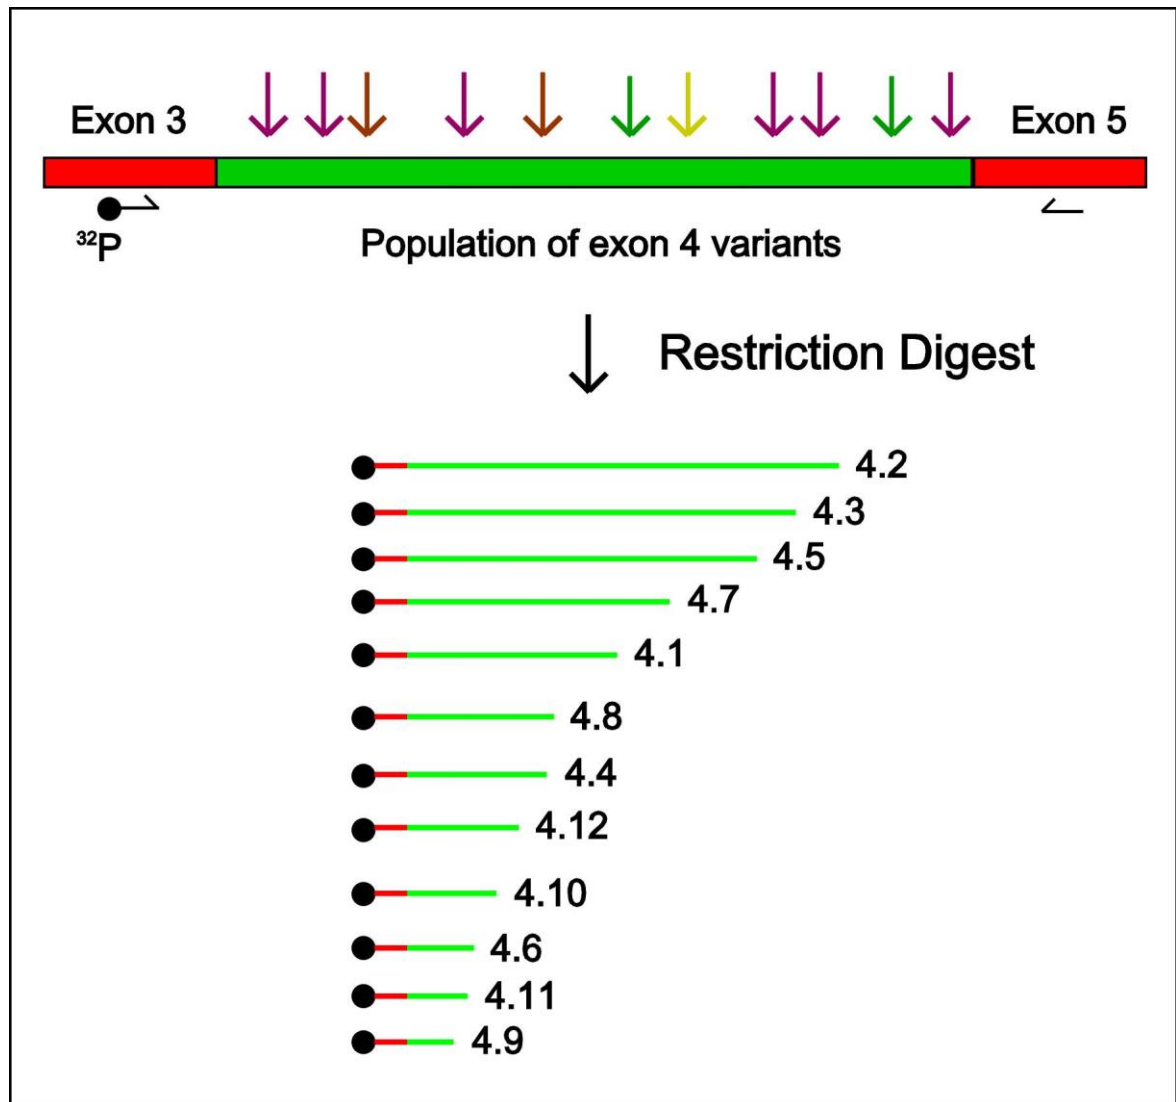 Exon 3
Exon 5
32P
Population of exon 4 variants
Restriction Digest
4.2
4.3
4.5
4.7
4.1
4.8
4.4
4.12
4.10
4.6
4.11
4.9